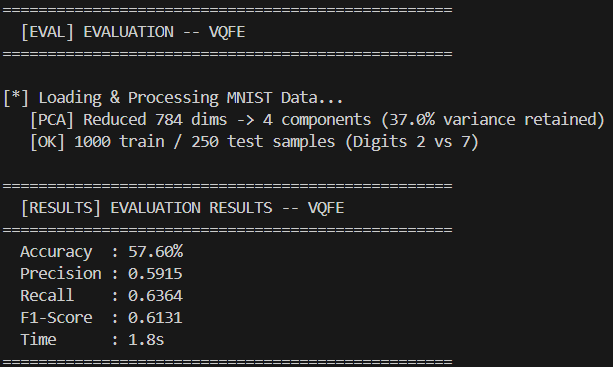 ==================================================
[EVAL] EVALUATION -- VQFE
==================================================
[*] Loading & Processing MNIST Data...
[PCA] Reduced 784 dims -> 4 components (37.0% variance retained)
[OK] 1000 train / 250 test samples (Digits 2 vs 7)
==================================================
[RESULTS] EVALUATION RESULTS -- VQFE
==================================================
Accuracy : 57.60%
Precision : 0.5915
Recall : 0.6364
F1-Score : 0.6131
Time : 1.8s
==================================================